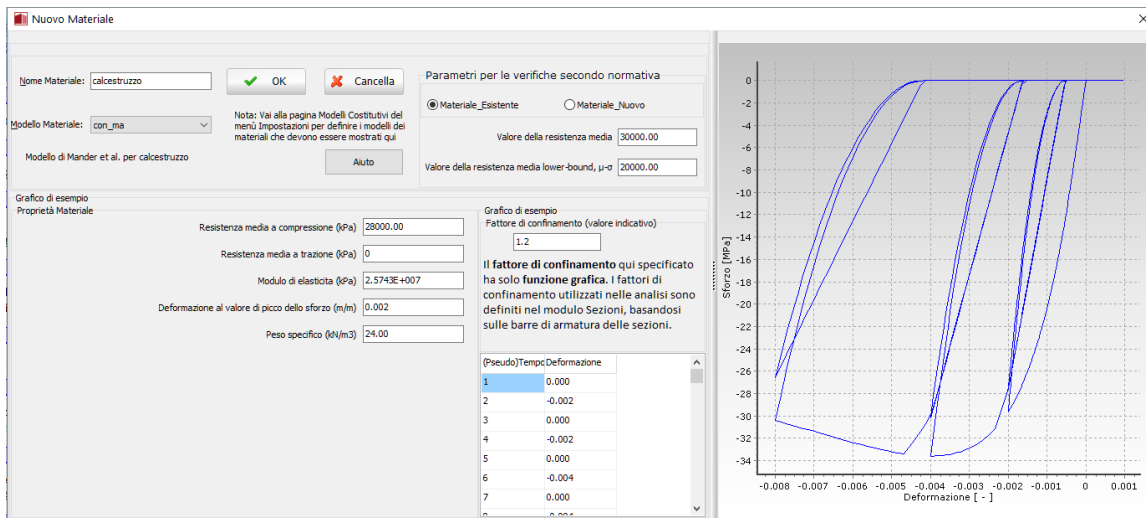 Nuovo Materiale
Nome Materiale:
calcestruzzo
OK
Cancella
Modello Materiale:
con_ma
Nota: Vai alla pagina Modelli Costitutivi del
menù Impostazioni per definire i modelli dei
materiali che devono essere mostrati qui
Modello di Mander et al. per calcestruzzo
Aiuto
Parametri per le verifiche secondo normativa
Materiale_Esistente
Materiale_Nuovo
Valore della resistenza media
30000.00
Valore della resistenza media lower-bound, μ-σ
20000.00
Grafico di esempio
Proprietà Materiale
Resistenza media a compressione (kPa)
28000.00
Resistenza media a trazione (kPa)
0
Modulo di elasticita (kPa)
2.5743E+007
Deformazione al valore di picco dello sforzo (m/m)
0.002
Peso specifico (kN/m3)
24.00
Grafico di esempio
Fattore di confinamento (valore indicativo)
1.2
Il fattore di confinamento qui specificato
ha solo funzione grafica. I fattori di
confinamento utilizzati nelle analisi sono
definiti nel modulo Sezioni, basandosi
sulle barre di armatura delle sezioni.
(Pseudo)Tempo Deformazione
1 0.000
2 -0.002
3 0.000
4 -0.002
5 0.000
6 -0.004
7 0.000
Sforzo [MPa]
0
-2
-4
-6
-8
-10
-12
-14
-16
-18
-20
-22
-24
-26
-28
-30
-32
-34
-0.008 -0.007 -0.006 -0.005 -0.004 -0.003 -0.002 -0.001 0 0.001
Deformazione [ - ]